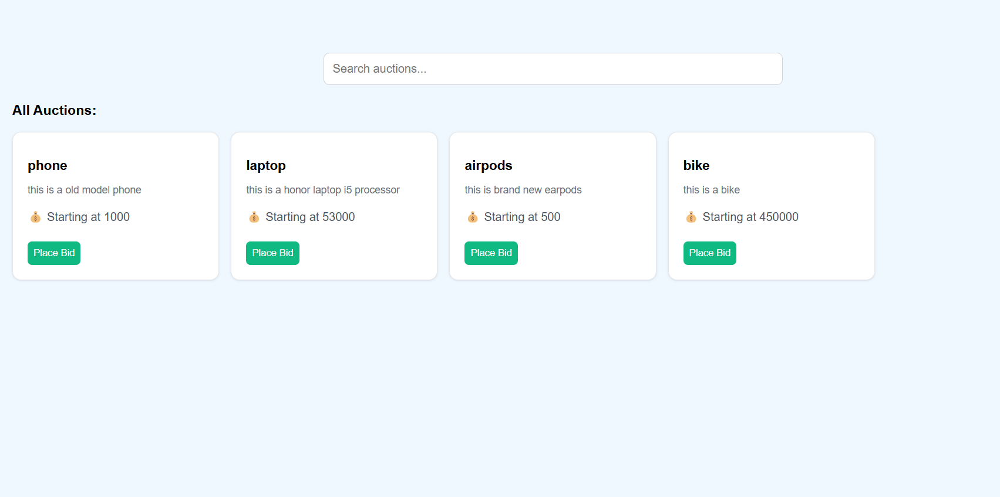 Search auctions...
All Auctions:
phone
this is a old model phone
💰 Starting at 1000
Place Bid
laptop
this is a honor laptop i5 processor
💰 Starting at 53000
Place Bid
airpods
this is brand new earpods
💰 Starting at 500
Place Bid
bike
this is a bike
💰 Starting at 450000
Place Bid